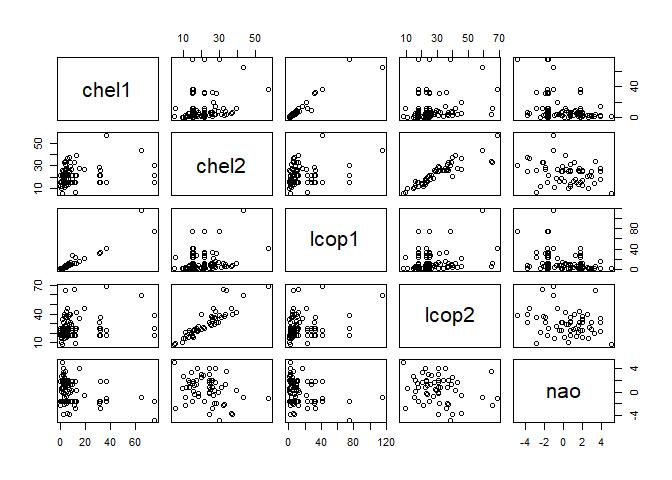 10 30 50
10 30 50 70
chel1
0 40
10 30 50
chel2
lcop1
0 40 80
10 40 70
lcop2
nao
-4 0 4
0 20 40 60
0 40 80 120
-4 -2 0 2 4